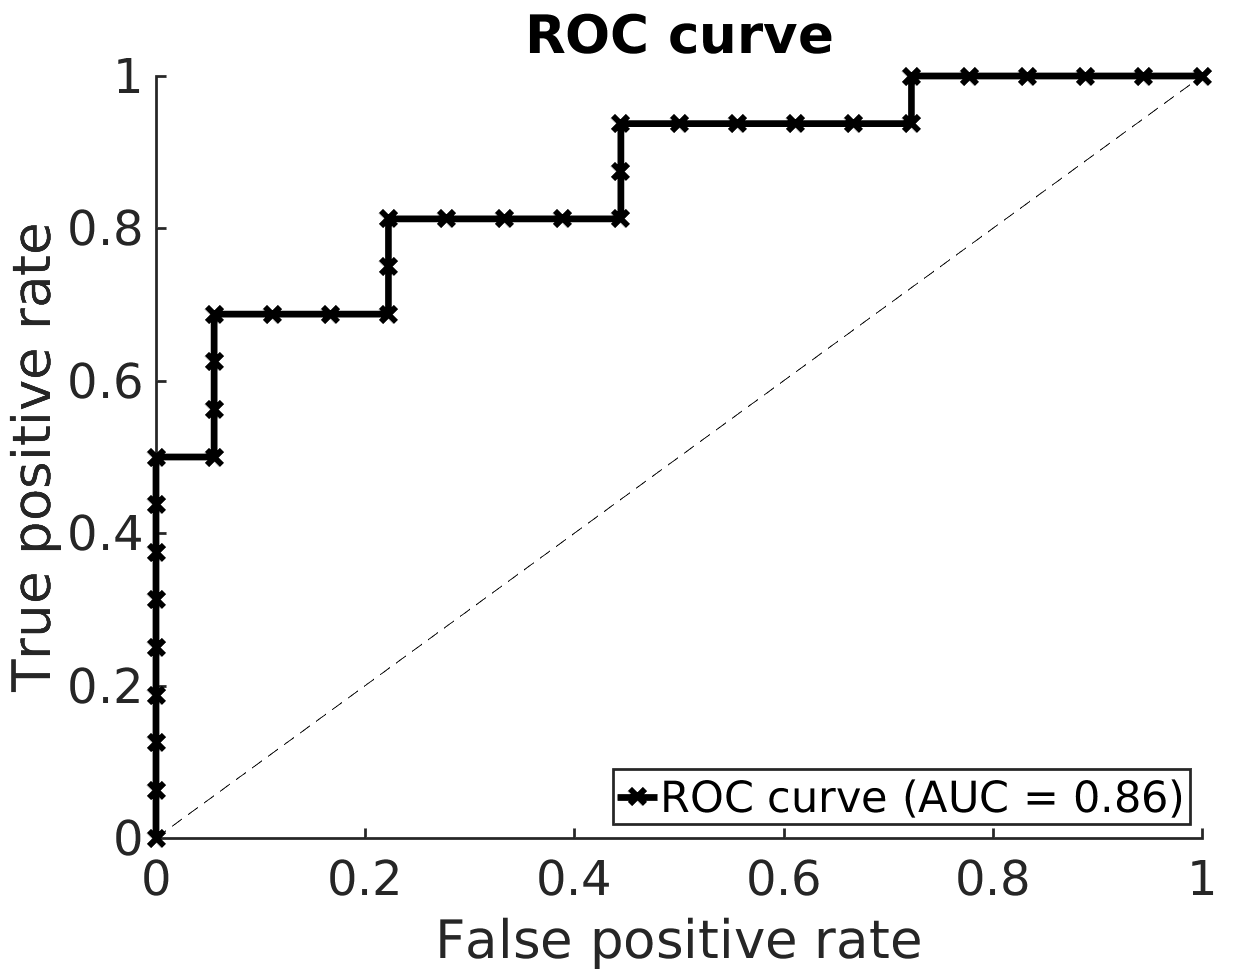 ROC curve
1
0.8
0.6
0.4
0.2
0
True positive rate
ROC curve (AUC = 0.86)
0 0.2 0.4 0.6 0.8 1
False positive rate